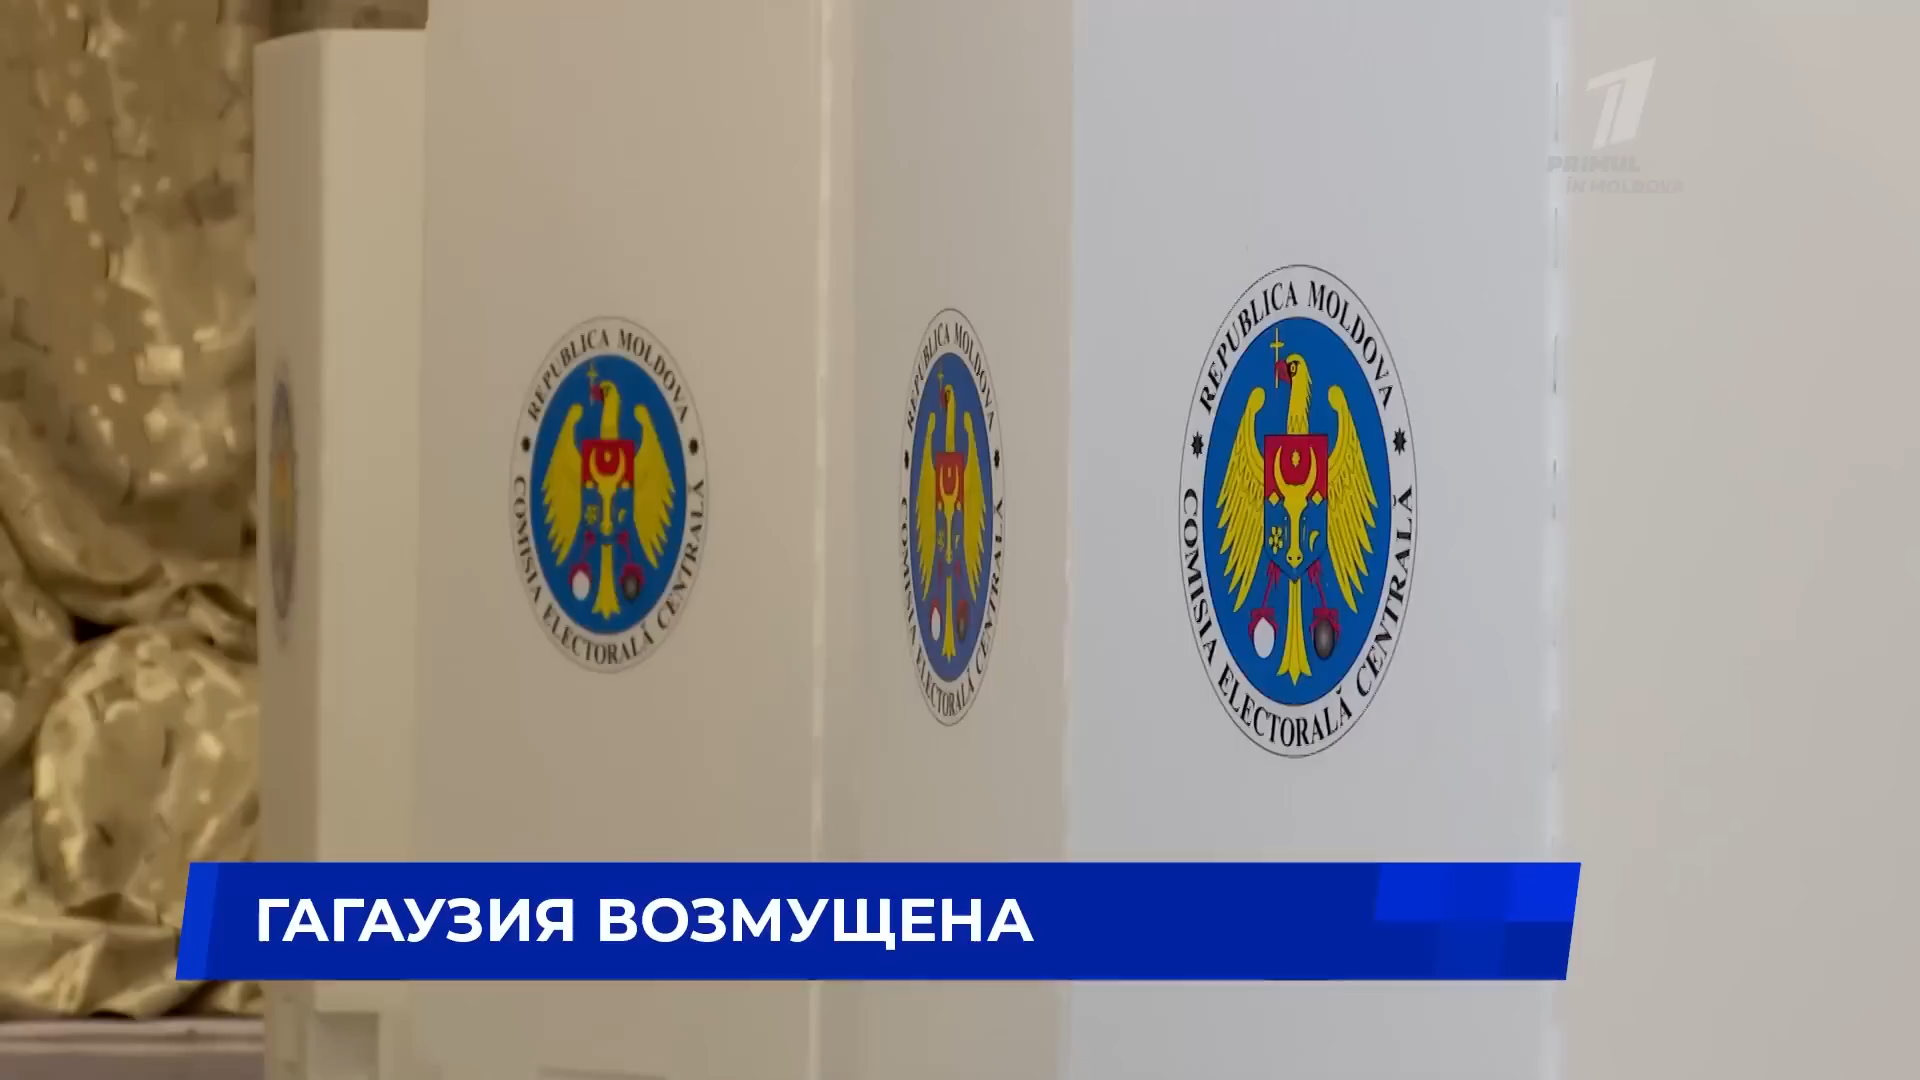 PRIMUL
ÎN MOLDOVA
REPUBLICA MOLDOVA
COMISIA ELECTORALĂ CENTRALĂ
REPUBLICA MOLDOVA
COMISIA ELECTORALĂ CENTRALĂ
REPUBLICA MOLDOVA
COMISIA ELECTORALĂ CENTRALĂ
ГАГАУЗИЯ ВОЗМУЩЕНА